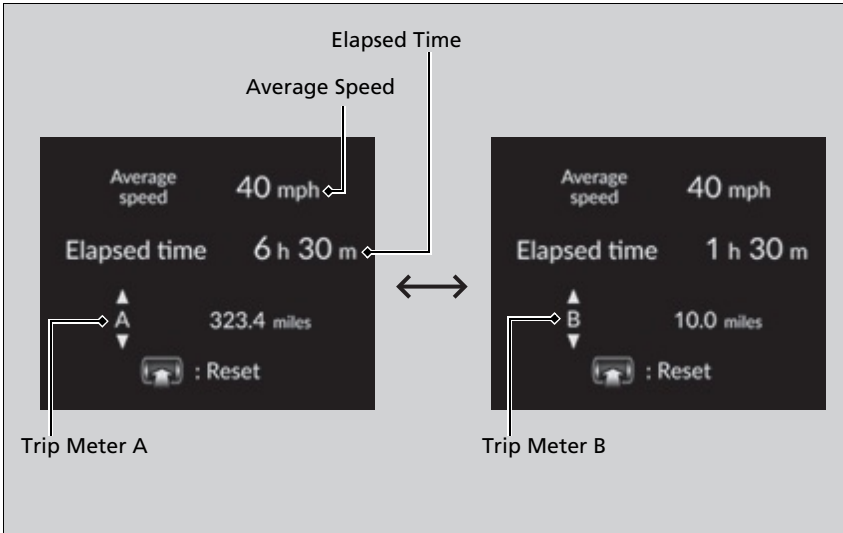 Elapsed Time
Average Speed
Average
speed
40 mph
Elapsed time 6 h 30 m
A 323.4 miles
: Reset
Trip Meter A
Average
speed
40 mph
Elapsed time 1 h 30 m
B 10.0 miles
: Reset
Trip Meter B